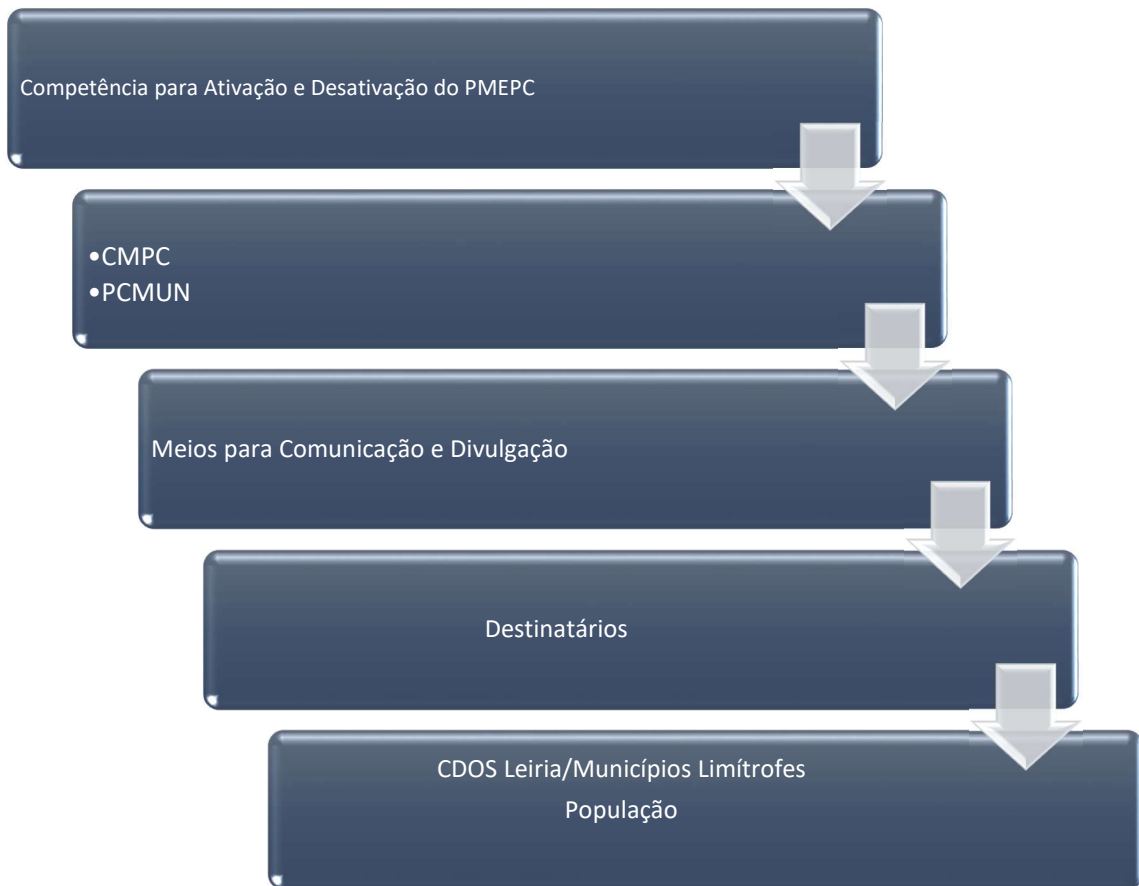 Competência para Ativação e Desativação do PMEPC
•CMPC
•PCMUN
Meios para Comunicação e Divulgação
Destinatários
CDOS Leiria/Municípios Limítrofes
População